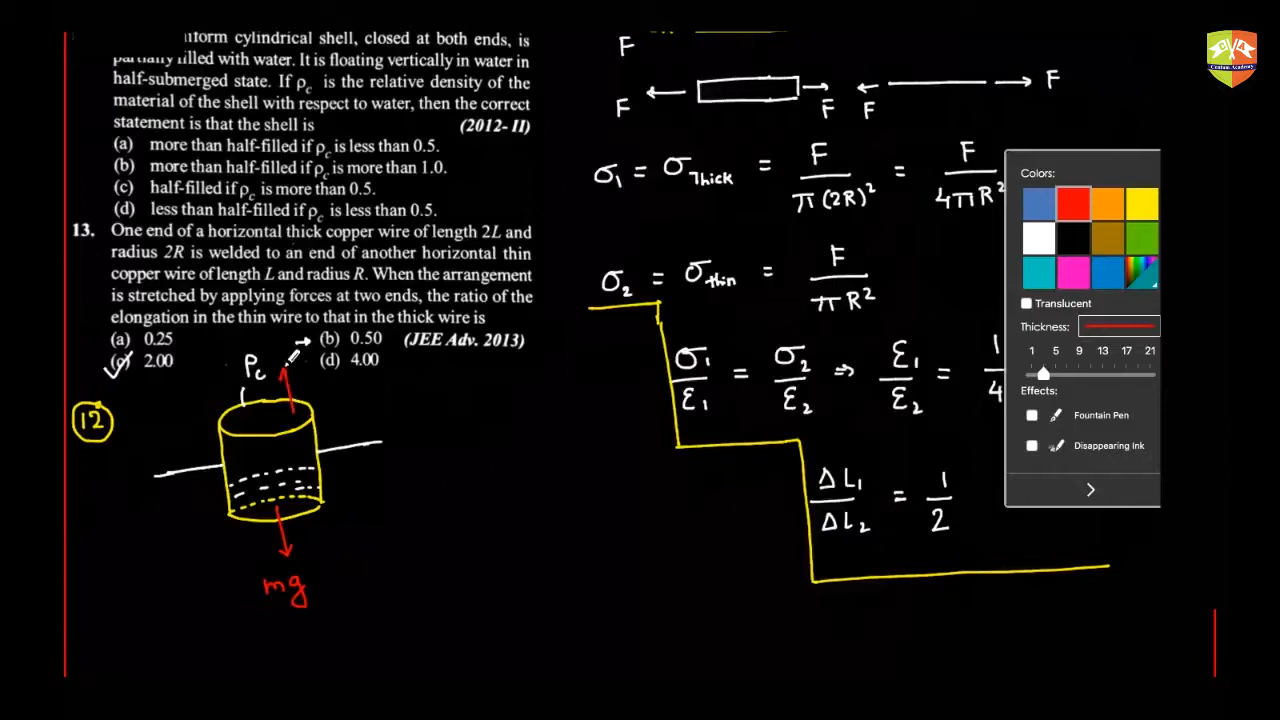 iform cylindrical shell, closed at both ends, is
partially filled with water. It is floating vertically in water in
half-submerged state. If ρc is the relative density of the
material of the shell with respect to water, then the correct
statement is that the shell is (2012- II)
(a) more than half-filled if ρc is less than 0.5.
(b) more than half-filled if ρc is more than 1.0.
(c) half-filled if ρc is more than 0.5.
(d) less than half-filled if ρc is less than 0.5.
13. One end of a horizontal thick copper wire of length 2L and
radius 2R is welded to an end of another horizontal thin
copper wire of length L and radius R. When the arrangement
is stretched by applying forces at two ends, the ratio of the
elongation in the thin wire to that in the thick wire is
(a) 0.25 (b) 0.50 (JEE Adv. 2013)
(c) 2.00 (d) 4.00
ρc
12
mg
F
F F F F
σ1 = σThick = F / π(2R)² = F / 4πR²
σ2 = σthin = F / πR²
σ1/ε1 = σ2/ε2 ⇒ ε1/ε2 = 1/4
ΔL1/ΔL2 = 1/2
Colors:
Translucent
Thickness:
1 5 9 13 17 21
Effects:
Fountain Pen
Disappearing Ink
Centum Academy